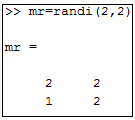 >> mr=randi(2,2)
mr =
2 2
1 2